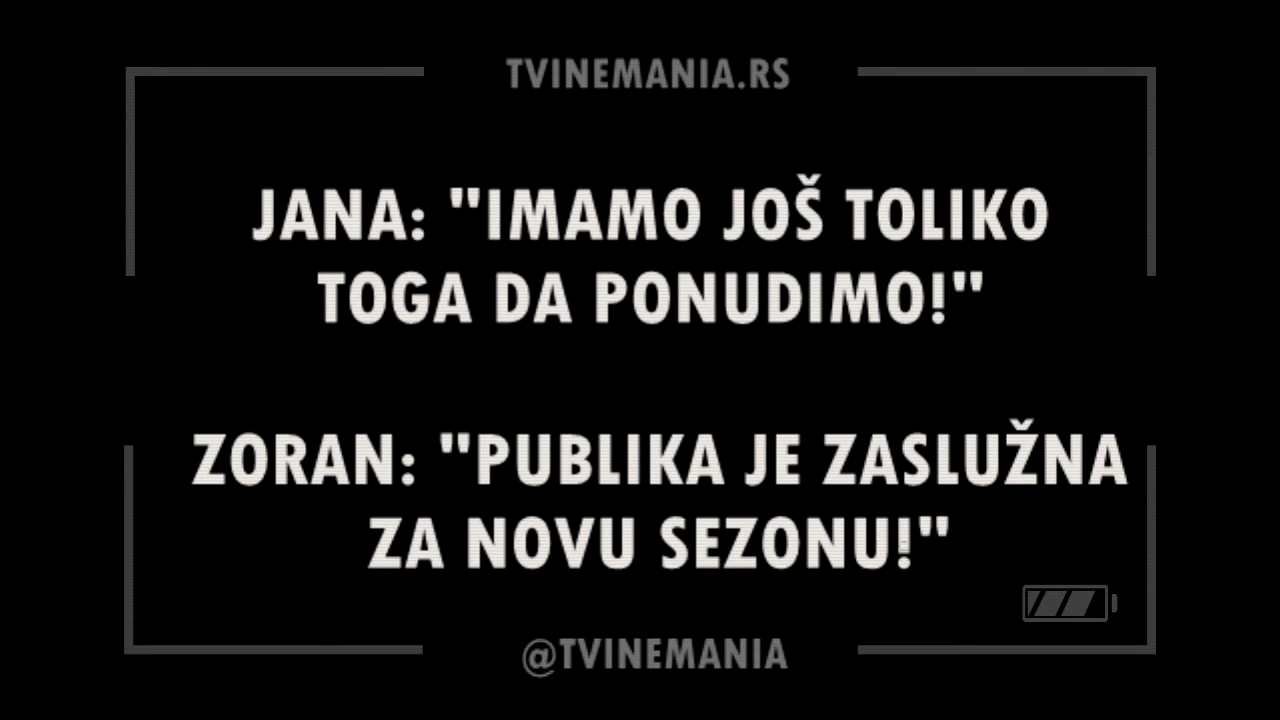 TVINEMANIA.RS
JANA: "IMAMO JOŠ TOLIKO
TOGA DA PONUDIMO!"
ZORAN: "PUBLIKA JE ZASLUŽNA
ZA NOVU SEZONU!"
@TVINEMANIA